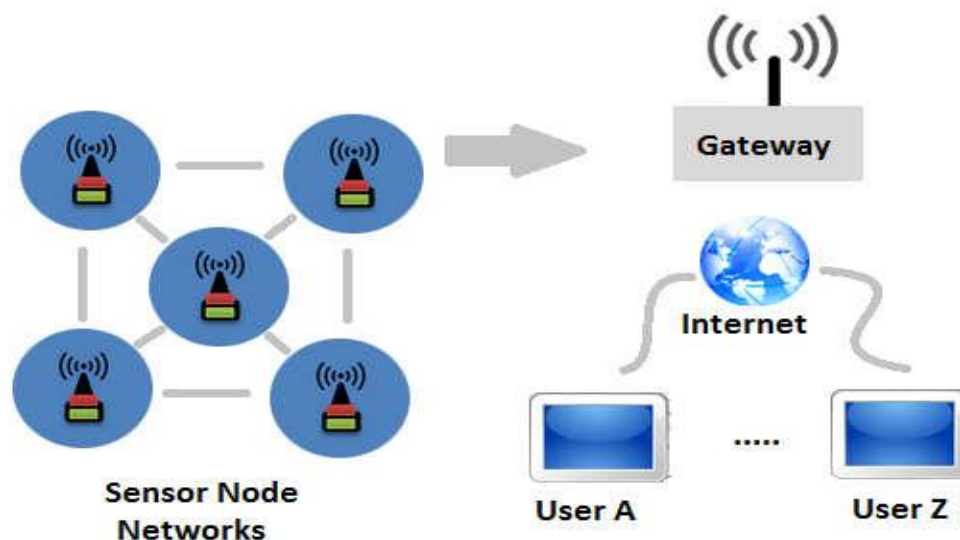 Gateway
Internet
Sensor Node
Networks
User A
.....
User Z